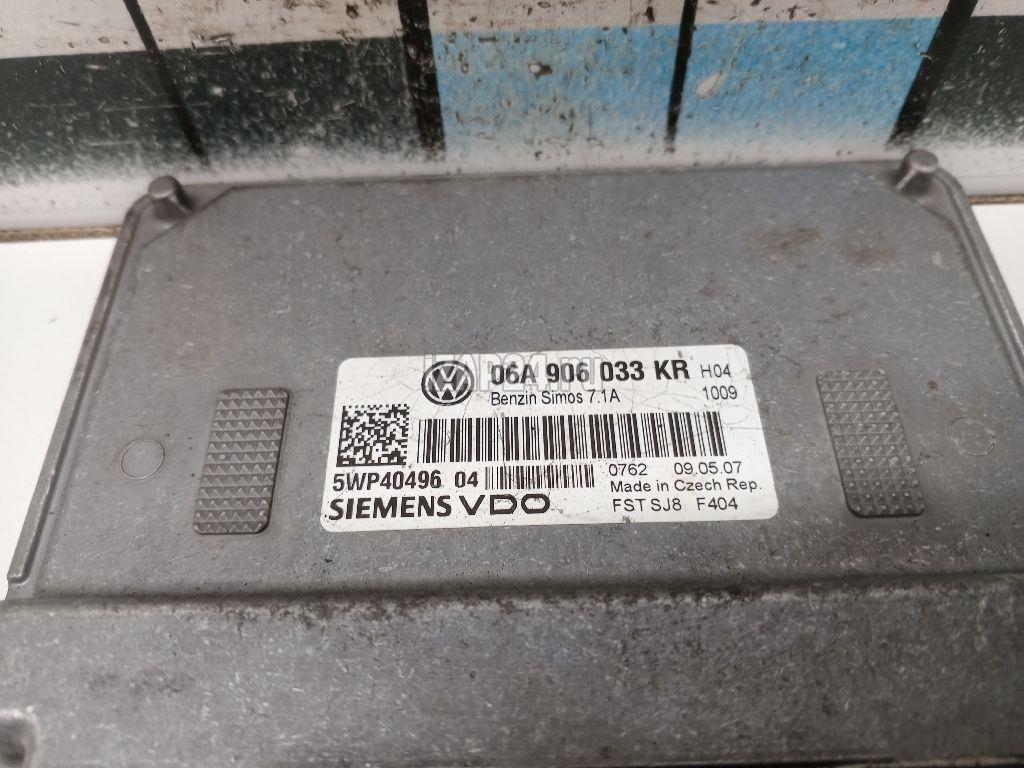 06A 906 033 KR H04
Benzin Simos 7.1A 1009
5WP40496 04 0762 09.05.07
Made in Czech Rep.
SIEMENS VDO FST SJ8 F404